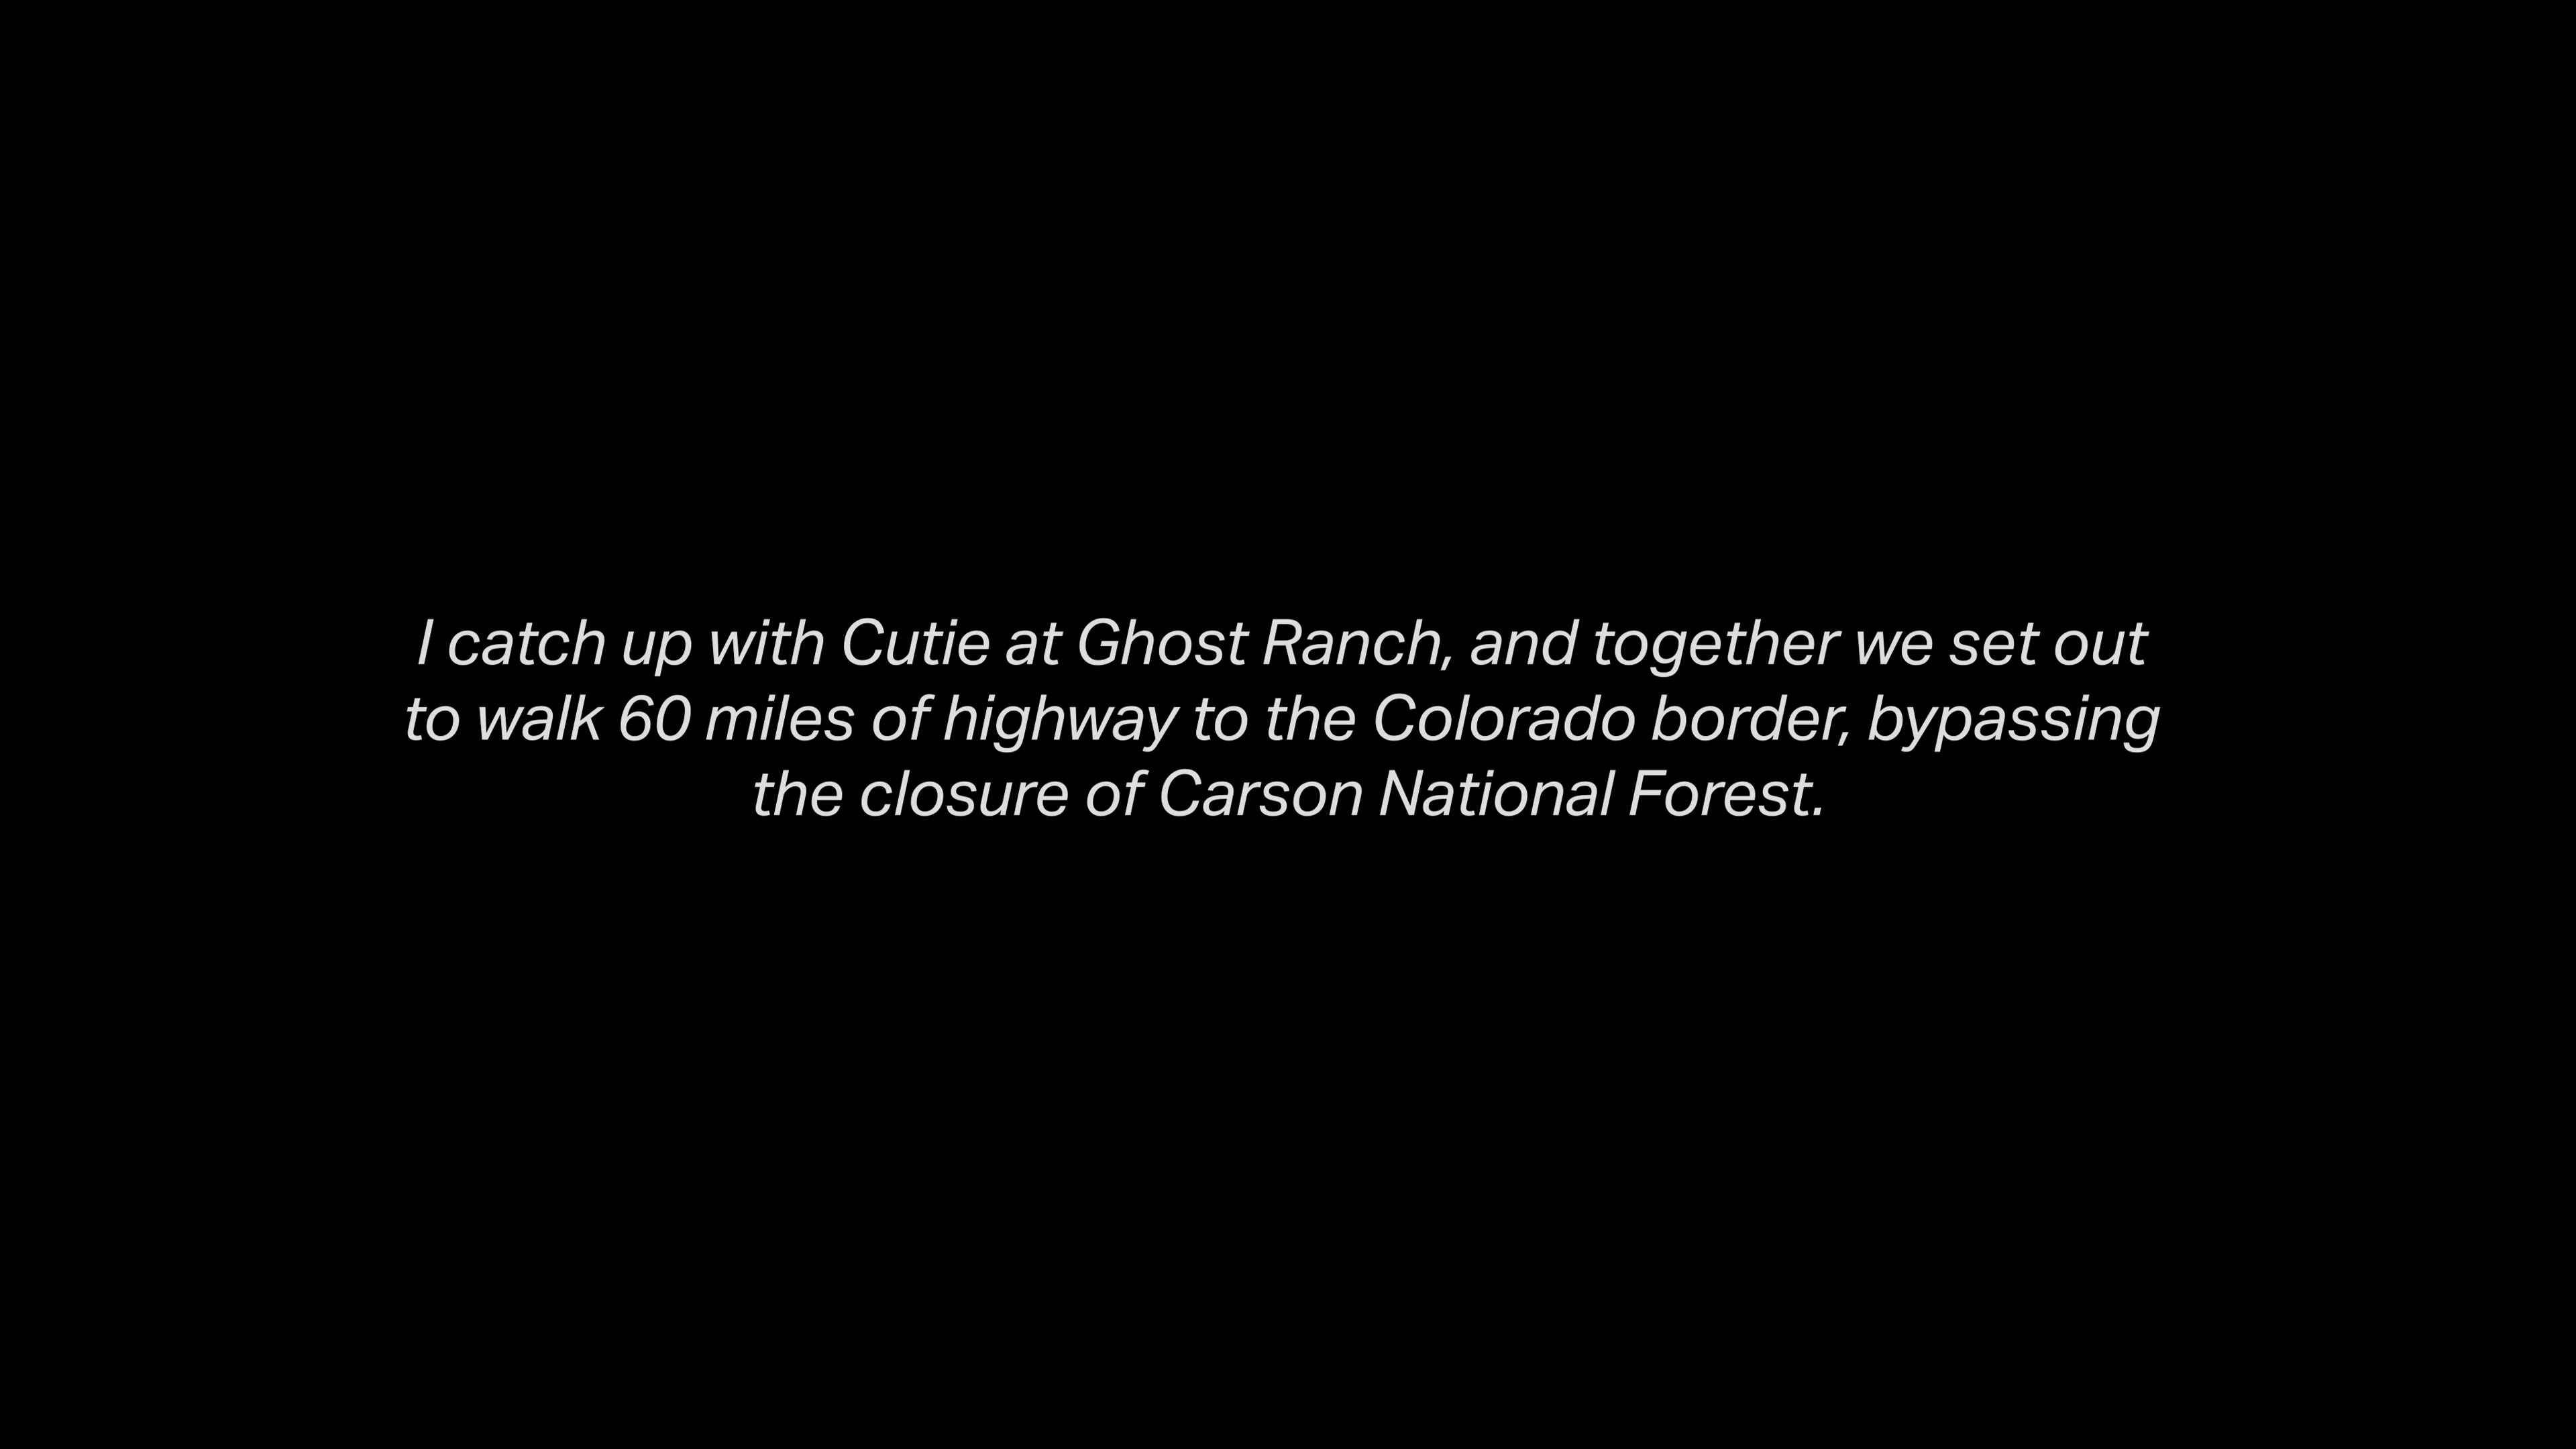 I catch up with Cutie at Ghost Ranch, and together we set out
to walk 60 miles of highway to the Colorado border, bypassing
the closure of Carson National Forest.